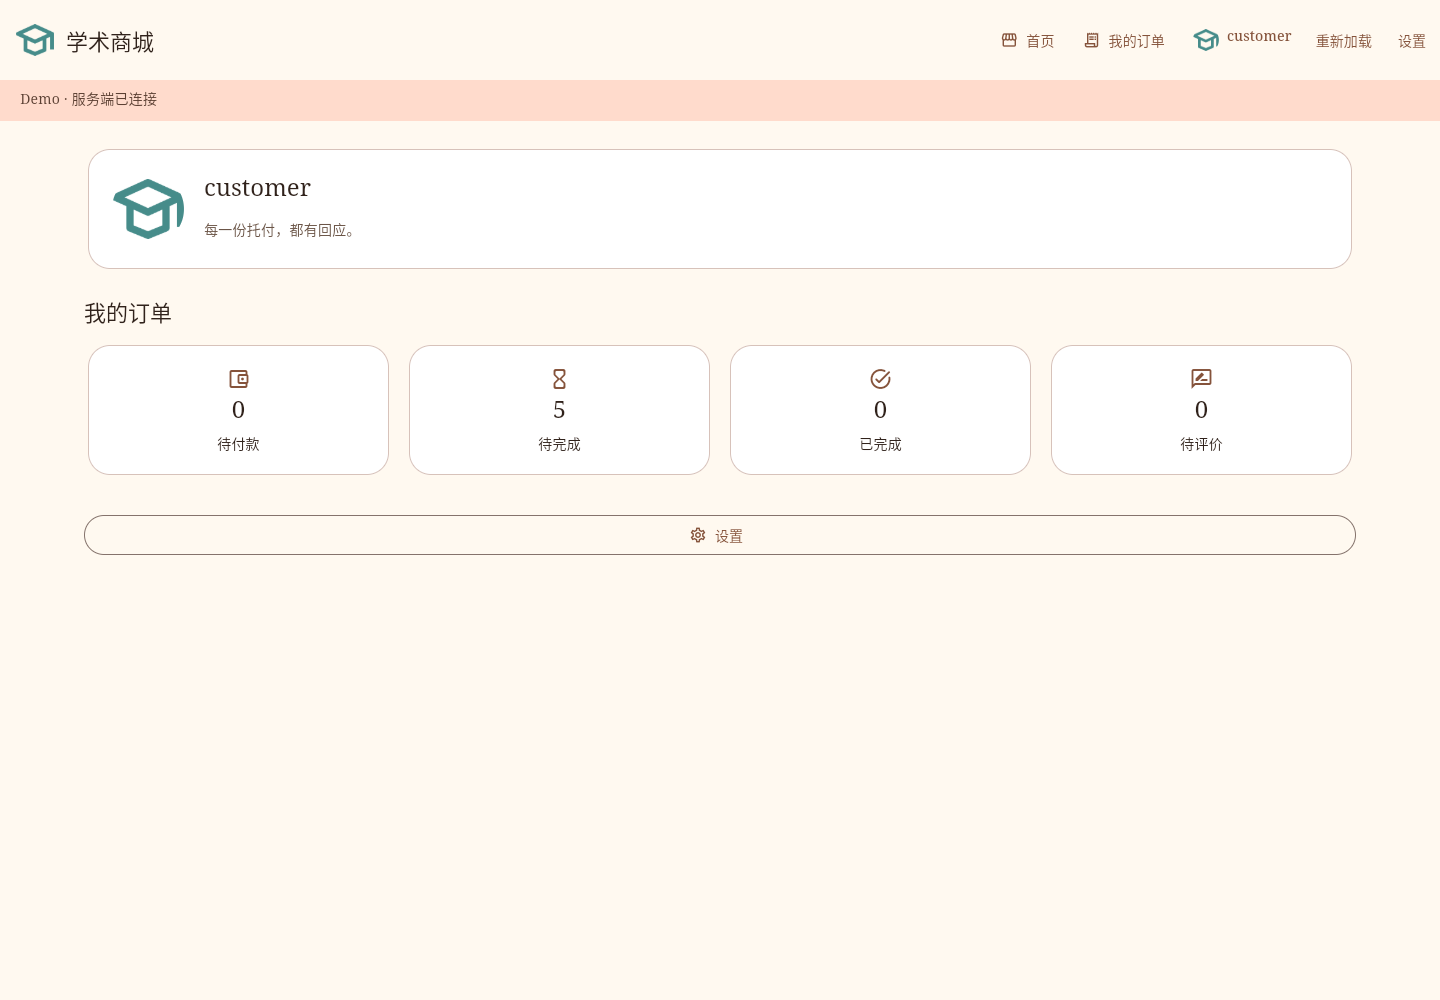 学术商城
首页
我的订单
customer
重新加载
设置
Demo · 服务端已连接
customer
每一份托付，都有回应。
我的订单
0
待付款
5
待完成
0
已完成
0
待评价
设置